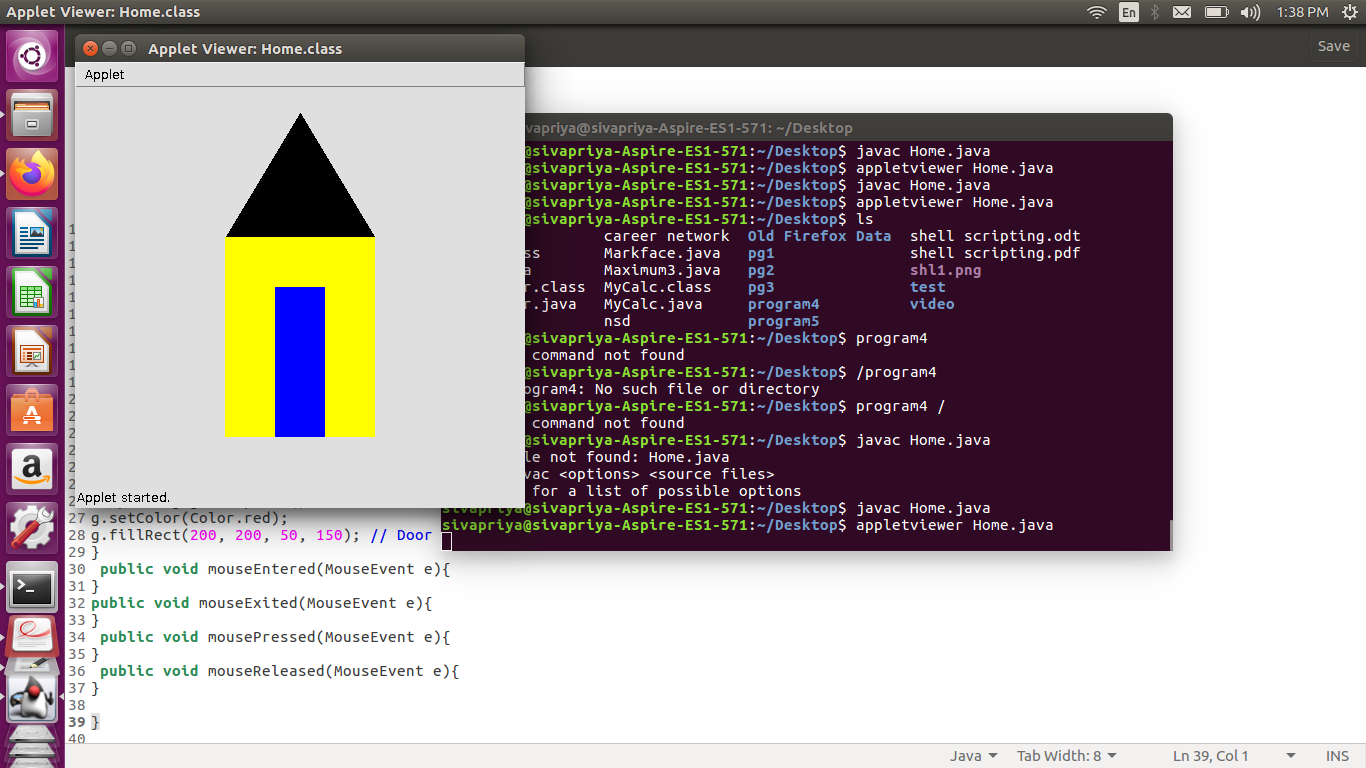 Applet Viewer: Home.class
En
1:38 PM
Applet Viewer: Home.class
Save
Applet
Applet started.
@sivapriya-Aspire-ES1-571: ~/Desktop
@sivapriya-Aspire-ES1-571:~/Desktop$ javac Home.java
@sivapriya-Aspire-ES1-571:~/Desktop$ appletviewer Home.java
@sivapriya-Aspire-ES1-571:~/Desktop$ javac Home.java
@sivapriya-Aspire-ES1-571:~/Desktop$ appletviewer Home.java
@sivapriya-Aspire-ES1-571:~/Desktop$ ls
career network Old Firefox Data shell scripting.odt
ss Markface.java pg1 shell scripting.pdf
a Maximum3.java pg2 shl1.png
r.class MyCalc.class pg3 test
r.java MyCalc.java program4 video
nsd program5
@sivapriya-Aspire-ES1-571:~/Desktop$ program4
command not found
@sivapriya-Aspire-ES1-571:~/Desktop$ /program4
ogram4: No such file or directory
@sivapriya-Aspire-ES1-571:~/Desktop$ program4 /
command not found
@sivapriya-Aspire-ES1-571:~/Desktop$ javac Home.java
le not found: Home.java
vac <options> <source files>
for a list of possible options
sivapriya@sivapriya-Aspire-ES1-571:~/Desktop$ javac Home.java
sivapriya@sivapriya-Aspire-ES1-571:~/Desktop$ appletviewer Home.java
27 g.setColor(Color.red);
28 g.fillRect(200, 200, 50, 150); // Door
29 }
30 public void mouseEntered(MouseEvent e){
31 }
32 public void mouseExited(MouseEvent e){
33 }
34 public void mousePressed(MouseEvent e){
35 }
36 public void mouseReleased(MouseEvent e){
37 }
38
39 }
40
Java Tab Width: 8 Ln 39, Col 1 INS